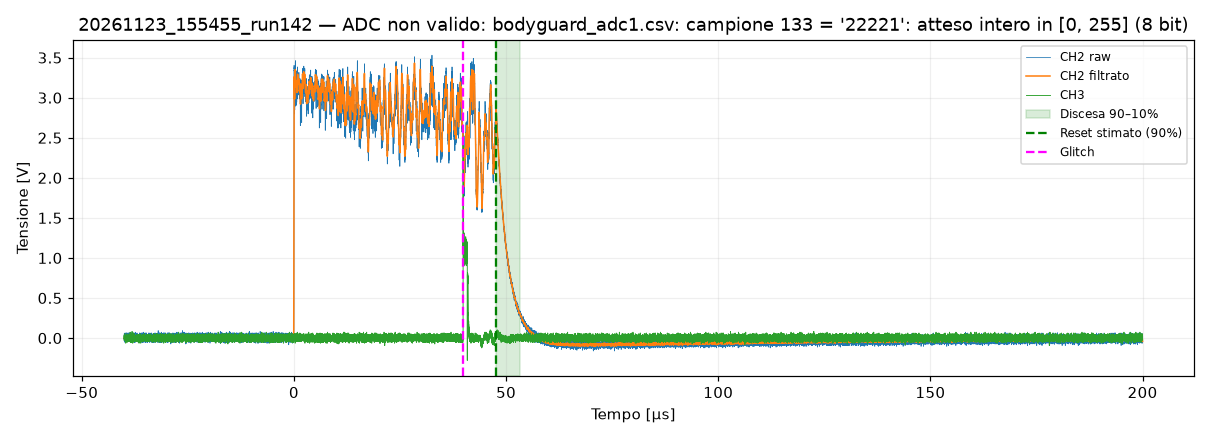 20261123_155455_run142 — ADC non valido: bodyguard_adc1.csv: campione 133 = '22221': atteso intero in [0, 255] (8 bit)
Tensione [V]
3.5
3.0
2.5
2.0
1.5
1.0
0.5
0.0
CH2 raw
CH2 filtrato
CH3
Discesa 90–10%
Reset stimato (90%)
Glitch
−50
0
50
100
150
200
Tempo [µs]